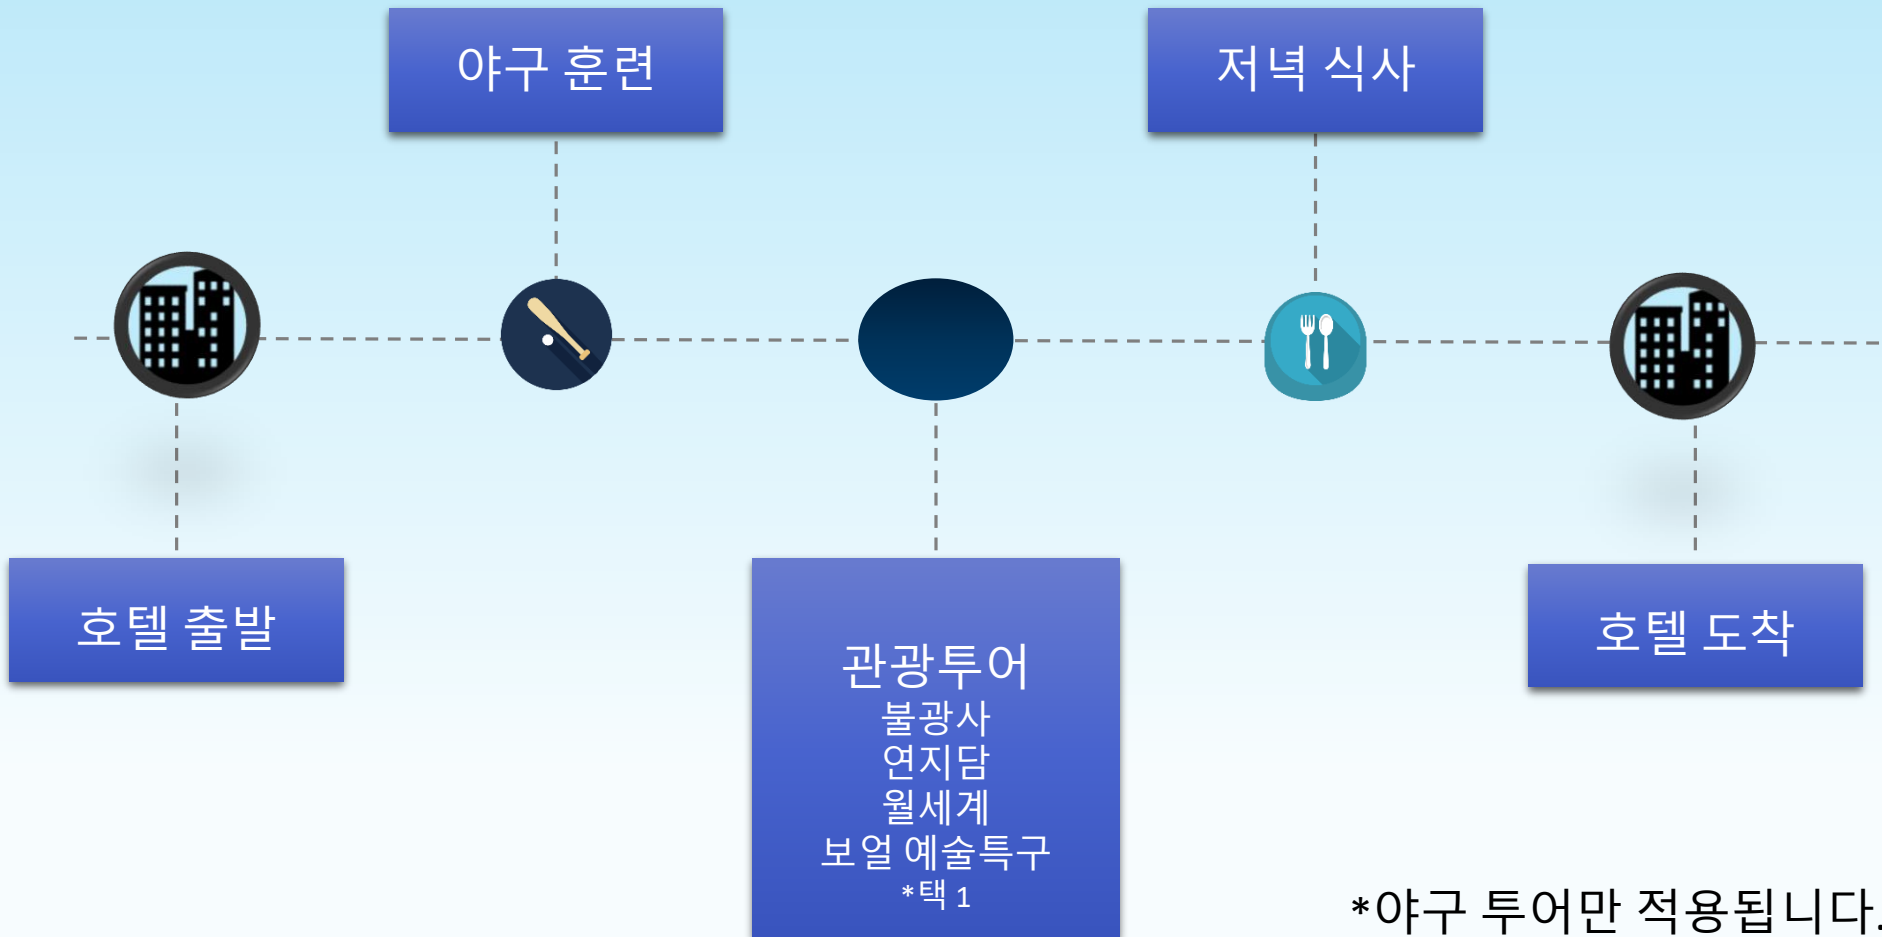 야구 훈련
저녁 식사
호텔 출발
관광투어
불광사
연지담
월세계
보얼 예술특구
*택 1
호텔 도착
*야구 투어만 적용됩니다.